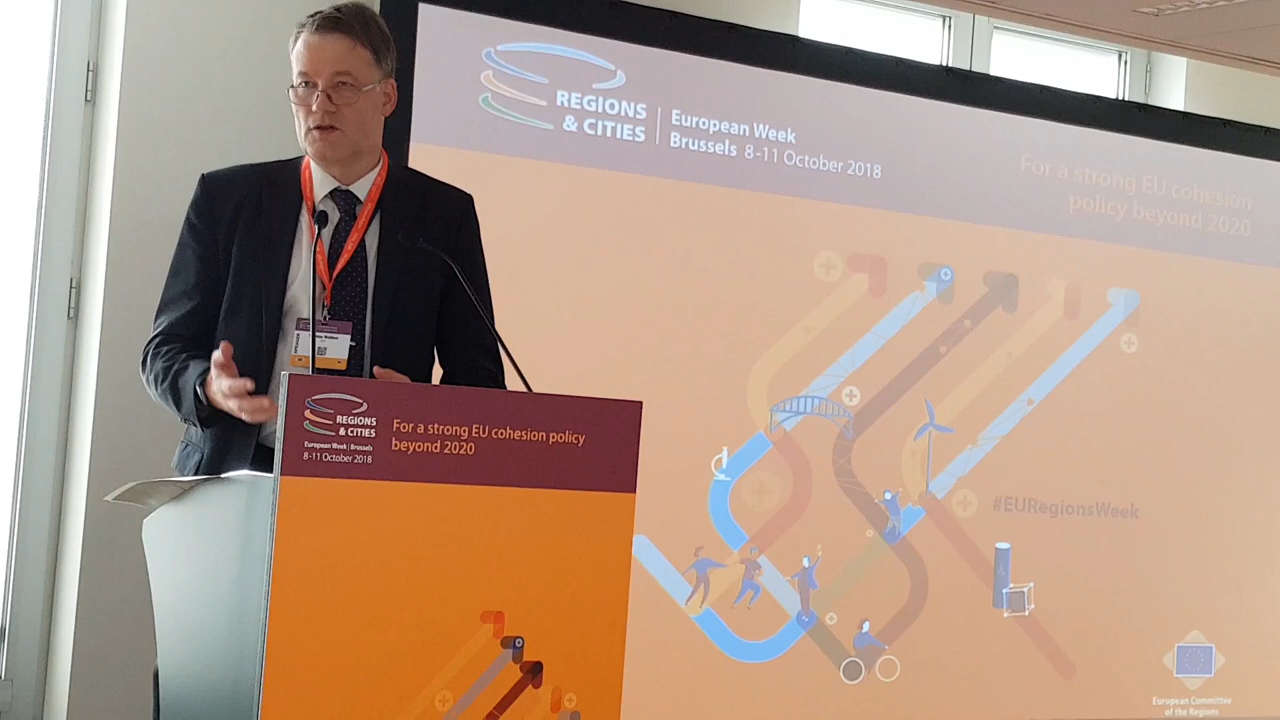 REGIONS
& CITIES
European Week
Brussels 8-11 October 2018
For a strong EU cohesion
policy beyond 2020
#EURegionsWeek
European Committee
of the Regions
SPEAKER
REGIONS
& CITIES
European Week | Brussels
8-11 October 2018
For a strong EU cohesion policy
beyond 2020